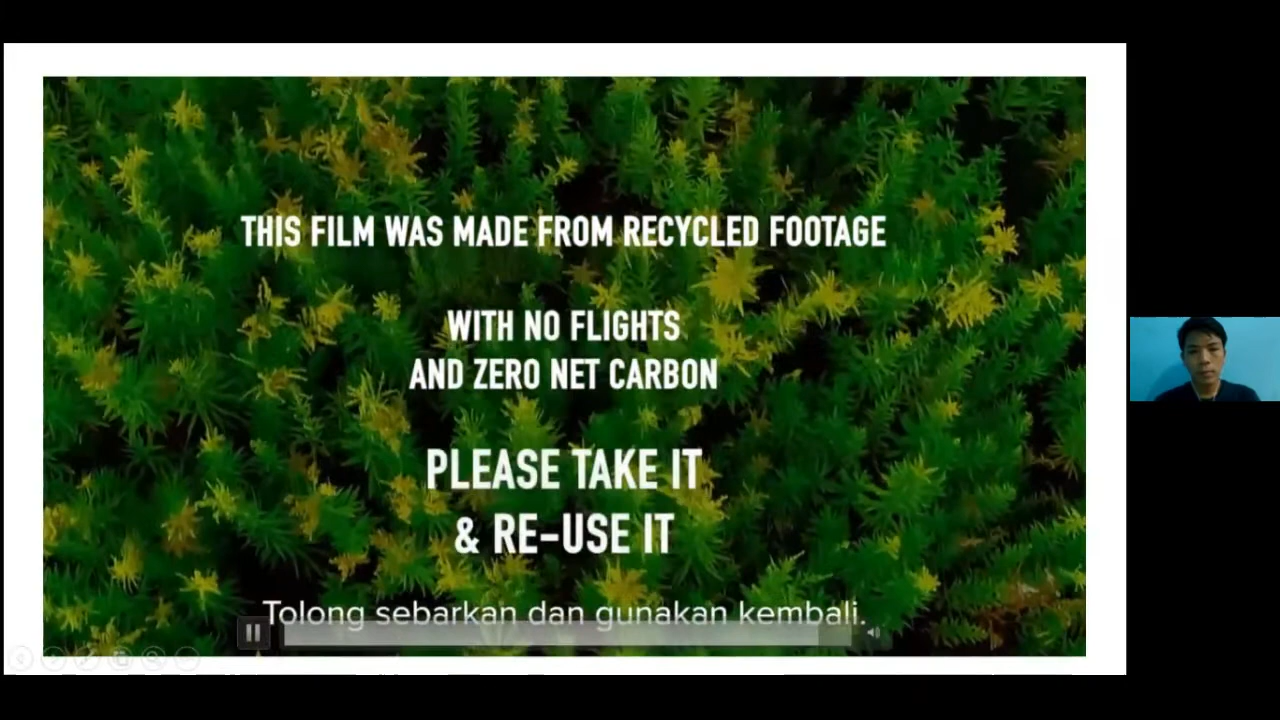 THIS FILM WAS MADE FROM RECYCLED FOOTAGE
WITH NO FLIGHTS
AND ZERO NET CARBON
PLEASE TAKE IT
& RE-USE IT
Tolong sebarkan dan gunakan kembali.